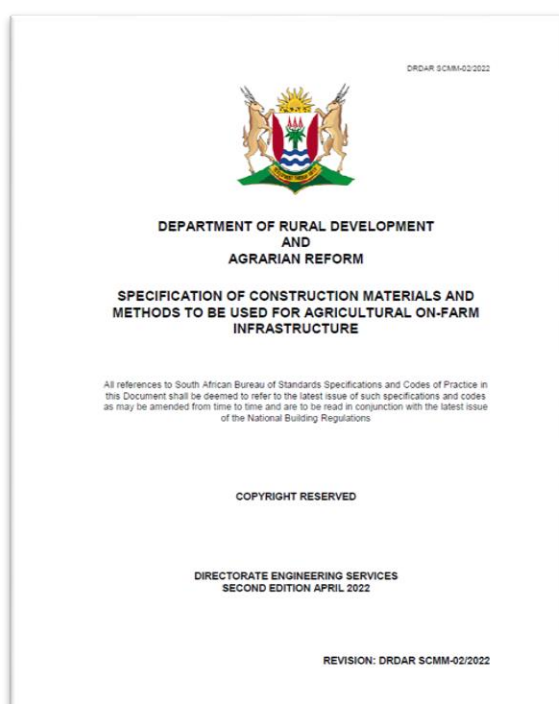 DRDAR SCMM-02/2022
DEVELOPMENT THROUGH UNITY
DEPARTMENT OF RURAL DEVELOPMENT
AND
AGRARIAN REFORM
SPECIFICATION OF CONSTRUCTION MATERIALS AND
METHODS TO BE USED FOR AGRICULTURAL ON-FARM
INFRASTRUCTURE
All references to South African Bureau of Standards Specifications and Codes of Practice in
this Document shall be deemed to refer to the latest issue of such specifications and codes
as may be amended from time to time and are to be read in conjunction with the latest issue
of the National Building Regulations
COPYRIGHT RESERVED
DIRECTORATE ENGINEERING SERVICES
SECOND EDITION APRIL 2022
REVISION: DRDAR SCMM-02/2022